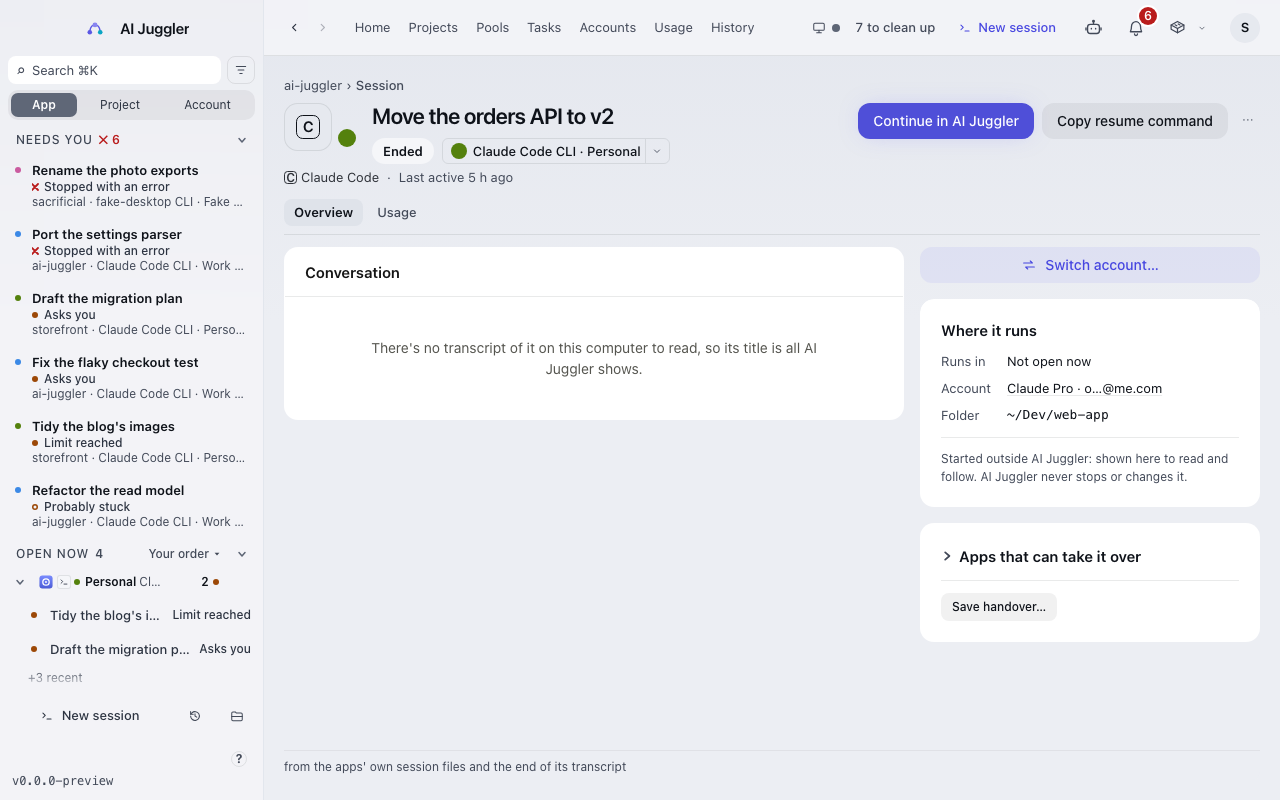 AI Juggler
Search ⌘K
App Project Account
NEEDS YOU 6
Rename the photo exports
Stopped with an error
sacrificial · fake-desktop CLI · Fake ...
Port the settings parser
Stopped with an error
ai-juggler · Claude Code CLI · Work ...
Draft the migration plan
Asks you
storefront · Claude Code CLI · Perso...
Fix the flaky checkout test
Asks you
ai-juggler · Claude Code CLI · Work ...
Tidy the blog's images
Limit reached
storefront · Claude Code CLI · Perso...
Refactor the read model
Probably stuck
ai-juggler · Claude Code CLI · Work ...
OPEN NOW 4 Your order
Personal Cl... 2
Tidy the blog's i... Limit reached
Draft the migration p... Asks you
+3 recent
New session
?
v0.0.0-preview
Home Projects Pools Tasks Accounts Usage History 7 to clean up New session 6 S
ai-juggler › Session
C
Move the orders API to v2
Continue in AI Juggler Copy resume command ...
Ended Claude Code CLI · Personal
C Claude Code · Last active 5 h ago
Overview Usage
Conversation
There's no transcript of it on this computer to read, so its title is all AI
Juggler shows.
Switch account...
Where it runs
Runs in Not open now
Account Claude Pro · o...@me.com
Folder ~/Dev/web-app
Started outside AI Juggler: shown here to read and
follow. AI Juggler never stops or changes it.
Apps that can take it over
Save handover...
from the apps' own session files and the end of its transcript